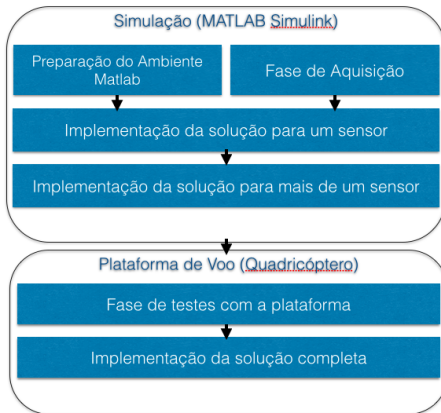 Simulação (MATLAB Simulink)
Preparação do Ambiente
Matlab
Fase de Aquisição
Implementação da solução para um sensor
Implementação da solução para mais de um sensor
Plataforma de Voo (Quadricóptero)
Fase de testes com a plataforma
Implementação da solução completa